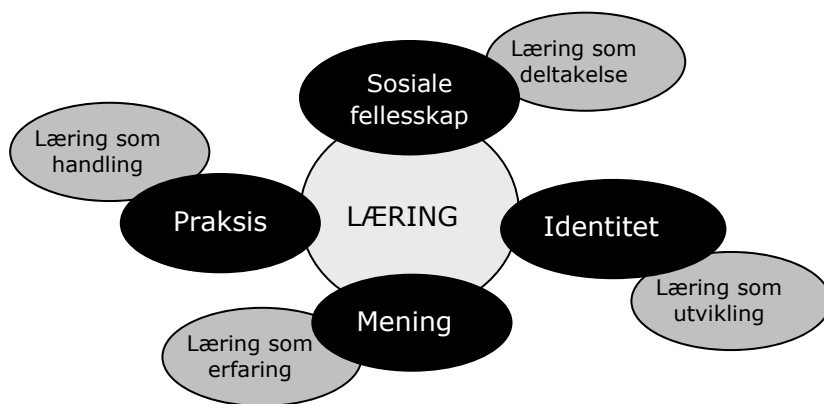 Læring som
deltakelse
Sosiale
fellesskap
Læring som
handling
Praksis
LÆRING
Identitet
Læring som
utvikling
Mening
Læring som
erfaring